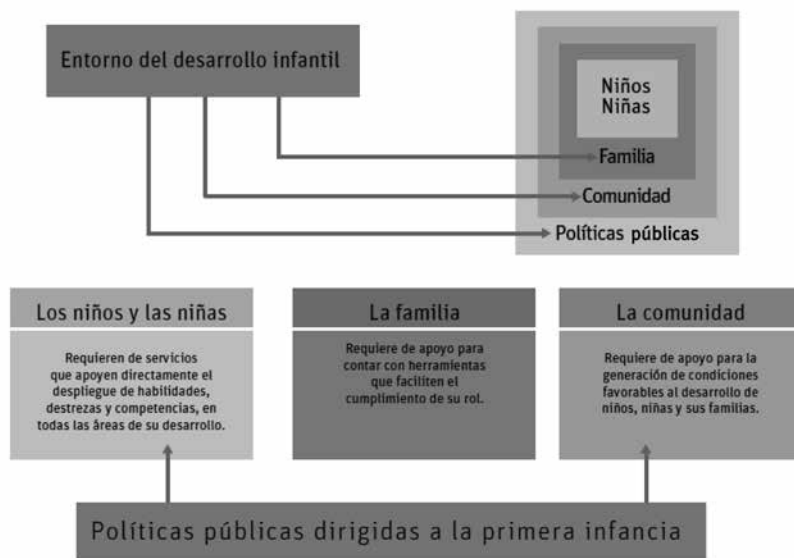 Entorno del desarrollo infantil
Niños
Niñas
Familia
Comunidad
Políticas públicas
Los niños y las niñas
Requieren de servicios
que apoyen directamente el
despliegue de habilidades,
destrezas y competencias, en
todas las áreas de su desarrollo.
La familia
Requiere de apoyo para
contar con herramientas
que faciliten el
cumplimiento de su rol.
La comunidad
Requiere de apoyo para la
generación de condiciones
favorables al desarrollo de
niños, niñas y sus familias.
Políticas públicas dirigidas a la primera infancia